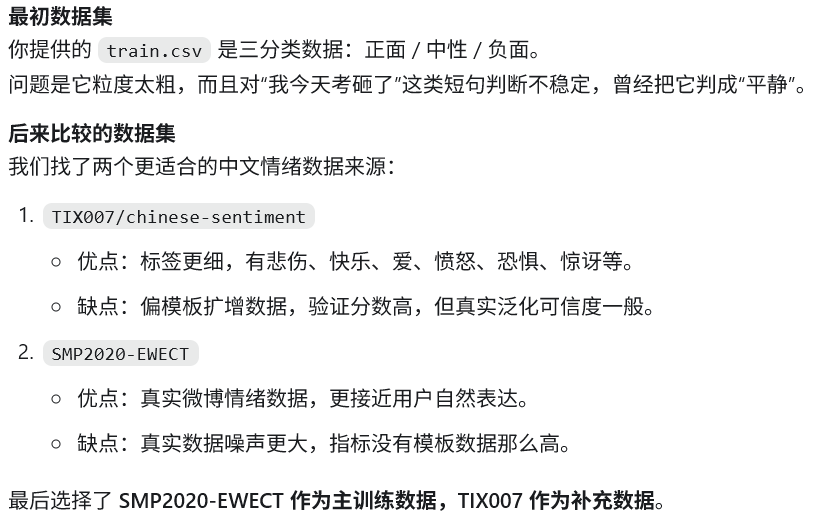 最初数据集
你提供的 train.csv 是三分类数据：正面 / 中性 / 负面。
问题是它粒度太粗，而且对“我今天考砸了”这类短句判断不稳定，曾经把它判成“平静”。
后来比较的数据集
我们找了两个更适合的中文情绪数据来源：
1. TIX007/chinese-sentiment
○ 优点：标签更细，有悲伤、快乐、爱、愤怒、恐惧、惊讶等。
○ 缺点：偏模板扩增数据，验证分数高，但真实泛化可信度一般。
2. SMP2020-EWECT
○ 优点：真实微博情绪数据，更接近用户自然表达。
○ 缺点：真实数据噪声更大，指标没有模板数据那么高。
最后选择了 SMP2020-EWECT 作为主训练数据，TIX007 作为补充数据。